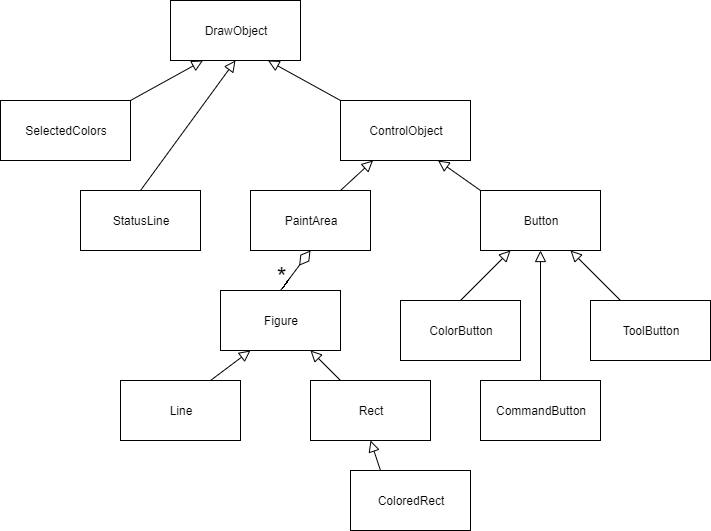 DrawObject
SelectedColors
ControlObject
StatusLine
PaintArea
Button
*
Figure
ColorButton
ToolButton
Line
Rect
CommandButton
ColoredRect